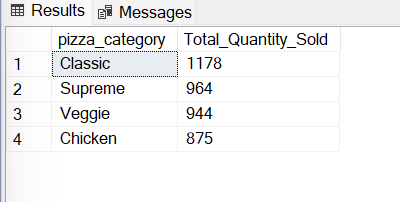 Results Messages
pizza_category Total_Quantity_Sold
1 Classic 1178
2 Supreme 964
3 Veggie 944
4 Chicken 875